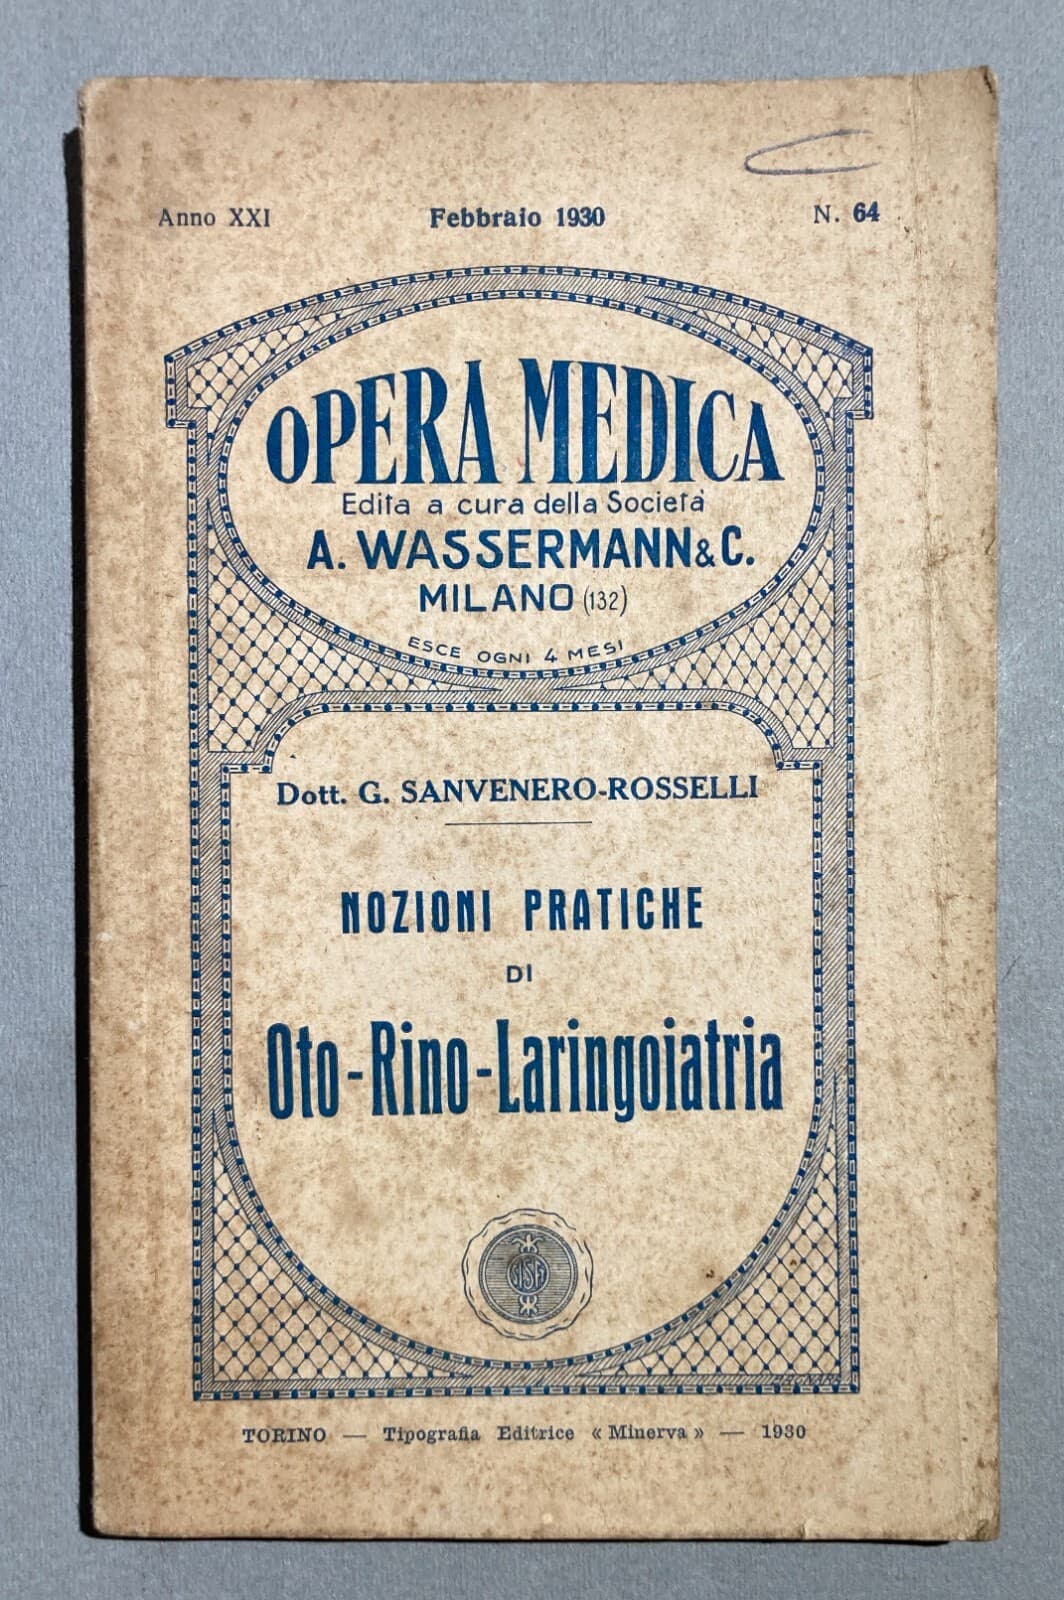 Anno XXI Febbraio 1930 N. 64
OPERA MEDICA
Edita a cura della Società
A. WASSERMANN & C.
MILANO (132)
ESCE OGNI 4 MESI
Dott. G. SANVENERO-ROSSELLI
NOZIONI PRATICHE
DI
Oto-Rino-Laringoiatria
TORINO — Tipografia Editrice « Minerva » — 1930